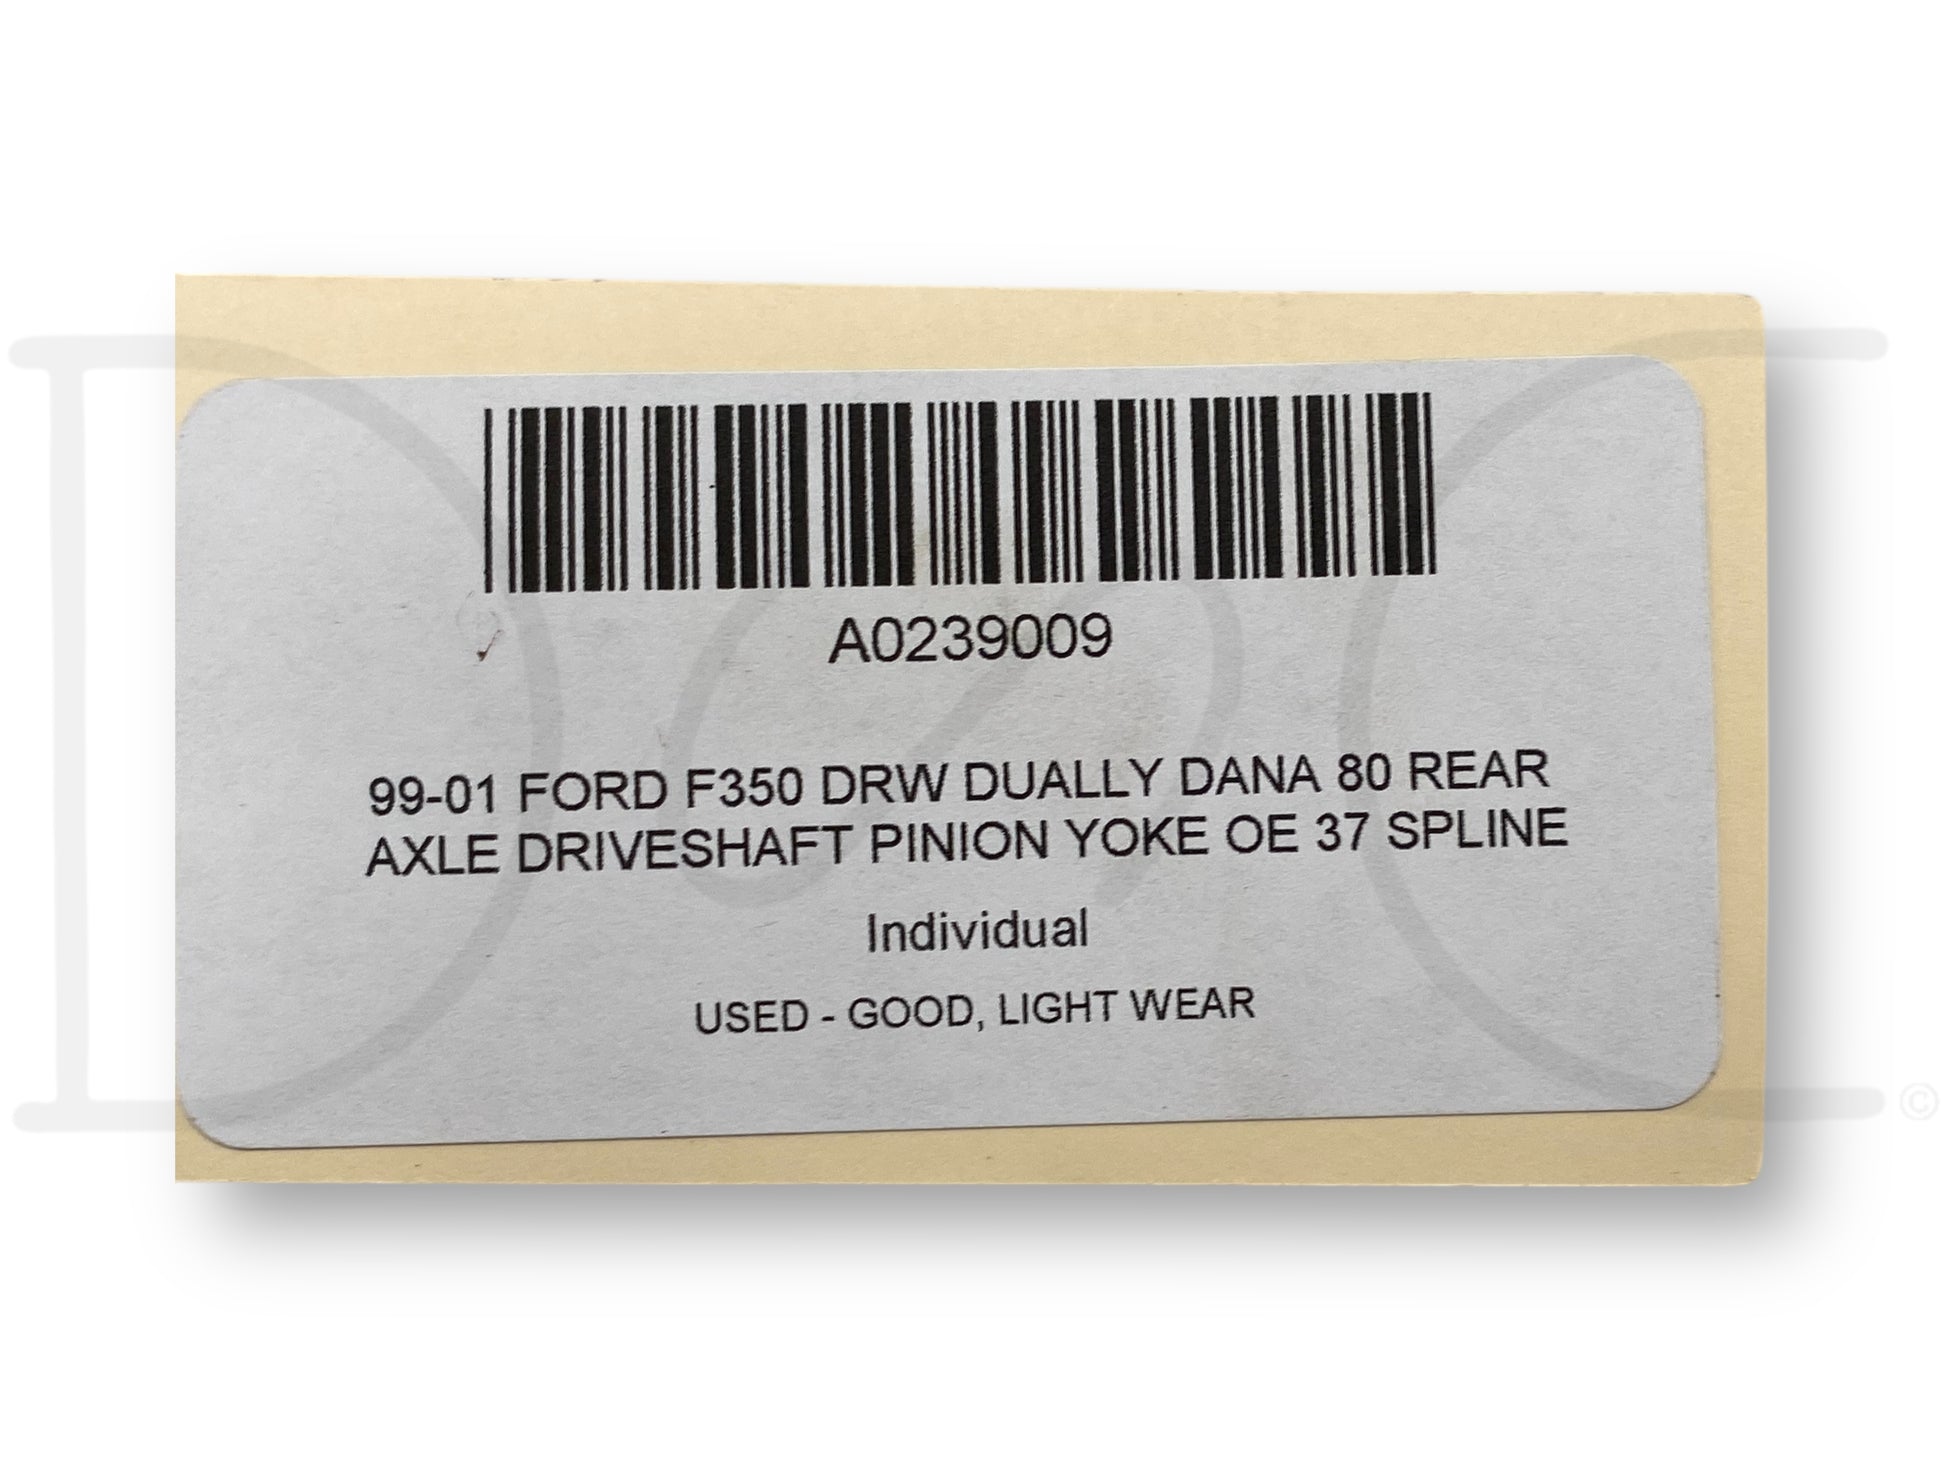 A0239009
99-01 FORD F350 DRW DUALLY DANA 80 REAR
AXLE DRIVESHAFT PINION YOKE OE 37 SPLINE
Individual
USED - GOOD, LIGHT WEAR
©